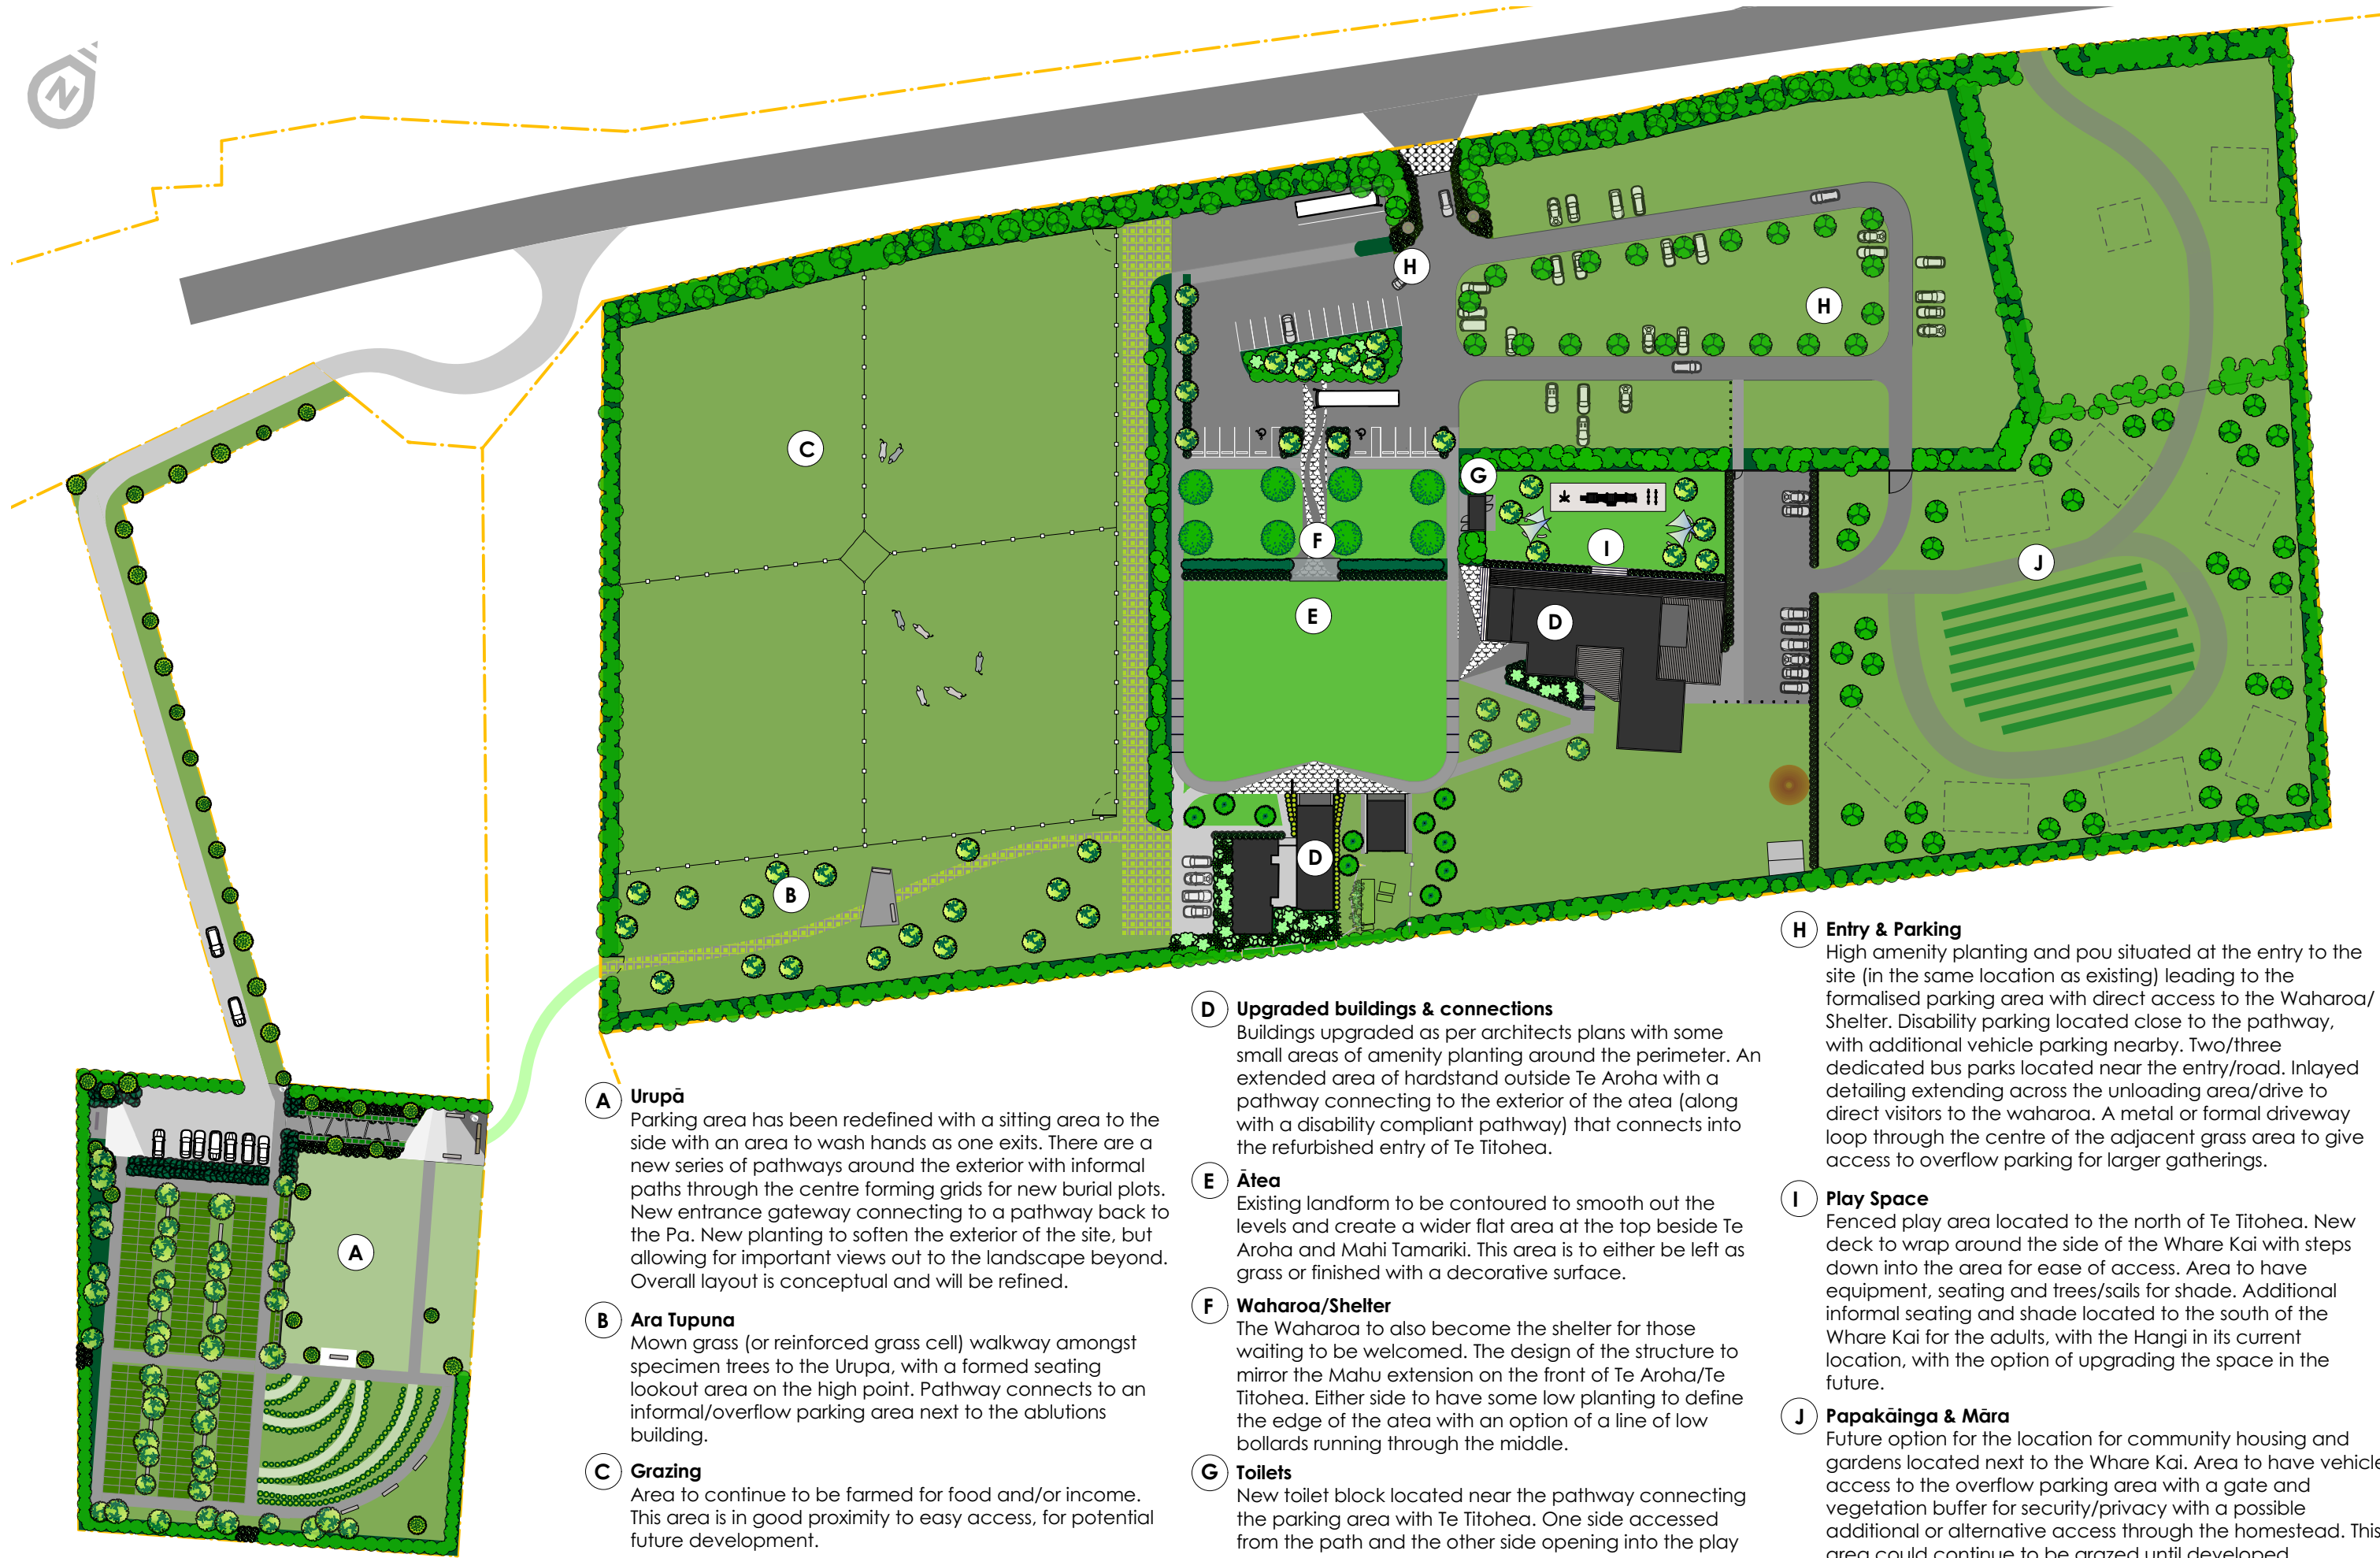 N
H
H
C
G
F
I
J
E
D
D
B
A
A Urupā
Parking area has been redefined with a sitting area to the
side with an area to wash hands as one exits. There are a
new series of pathways around the exterior with informal
paths through the centre forming grids for new burial plots.
New entrance gateway connecting to a pathway back to
the Pa. New planting to soften the exterior of the site, but
allowing for important views out to the landscape beyond.
Overall layout is conceptual and will be refined.
B Ara Tupuna
Mown grass (or reinforced grass cell) walkway amongst
specimen trees to the Urupa, with a formed seating
lookout area on the high point. Pathway connects to an
informal/overflow parking area next to the ablutions
building.
C Grazing
Area to continue to be farmed for food and/or income.
This area is in good proximity to easy access, for potential
future development.
D Upgraded buildings & connections
Buildings upgraded as per architects plans with some
small areas of amenity planting around the perimeter. An
extended area of hardstand outside Te Aroha with a
pathway connecting to the exterior of the atea (along
with a disability compliant pathway) that connects into
the refurbished entry of Te Titohea.
E Ātea
Existing landform to be contoured to smooth out the
levels and create a wider flat area at the top beside Te
Aroha and Mahi Tamariki. This area is to either be left as
grass or finished with a decorative surface.
F Waharoa/Shelter
The Waharoa to also become the shelter for those
waiting to be welcomed. The design of the structure to
mirror the Mahu extension on the front of Te Aroha/Te
Titohea. Either side to have some low planting to define
the edge of the atea with an option of a line of low
bollards running through the middle.
G Toilets
New toilet block located near the pathway connecting
the parking area with Te Titohea. One side accessed
from the path and the other side opening into the play
H Entry & Parking
High amenity planting and pou situated at the entry to the
site (in the same location as existing) leading to the
formalised parking area with direct access to the Waharoa/
Shelter. Disability parking located close to the pathway,
with additional vehicle parking nearby. Two/three
dedicated bus parks located near the entry/road. Inlayed
detailing extending across the unloading area/drive to
direct visitors to the waharoa. A metal or formal driveway
loop through the centre of the adjacent grass area to give
access to overflow parking for larger gatherings.
I Play Space
Fenced play area located to the north of Te Titohea. New
deck to wrap around the side of the Whare Kai with steps
down into the area for ease of access. Area to have
equipment, seating and trees/sails for shade. Additional
informal seating and shade located to the south of the
Whare Kai for the adults, with the Hangi in its current
location, with the option of upgrading the space in the
future.
J Papakāinga & Māra
Future option for the location for community housing and
gardens located next to the Whare Kai. Area to have vehicle
access to the overflow parking area with a gate and
vegetation buffer for security/privacy with a possible
additional or alternative access through the homestead. This
area could continue to be grazed until developed.